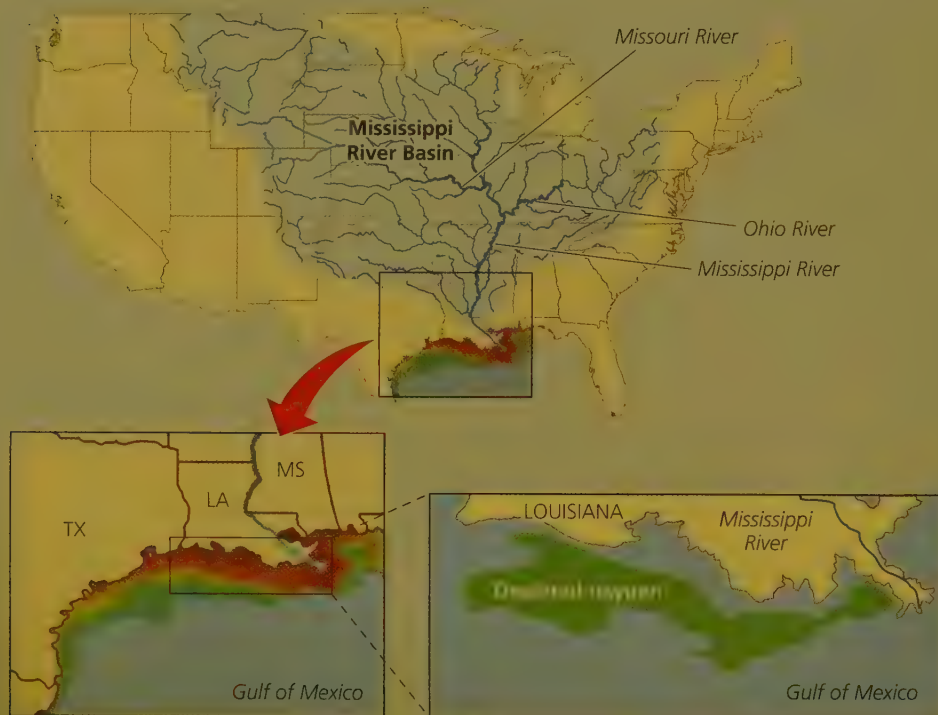 Missouri River
Mississippi
River Basin
Ohio River
Mississippi River
MS
LA
TX
Gulf of Mexico
LOUISIANA
Mississippi
River
Gulf of Mexico